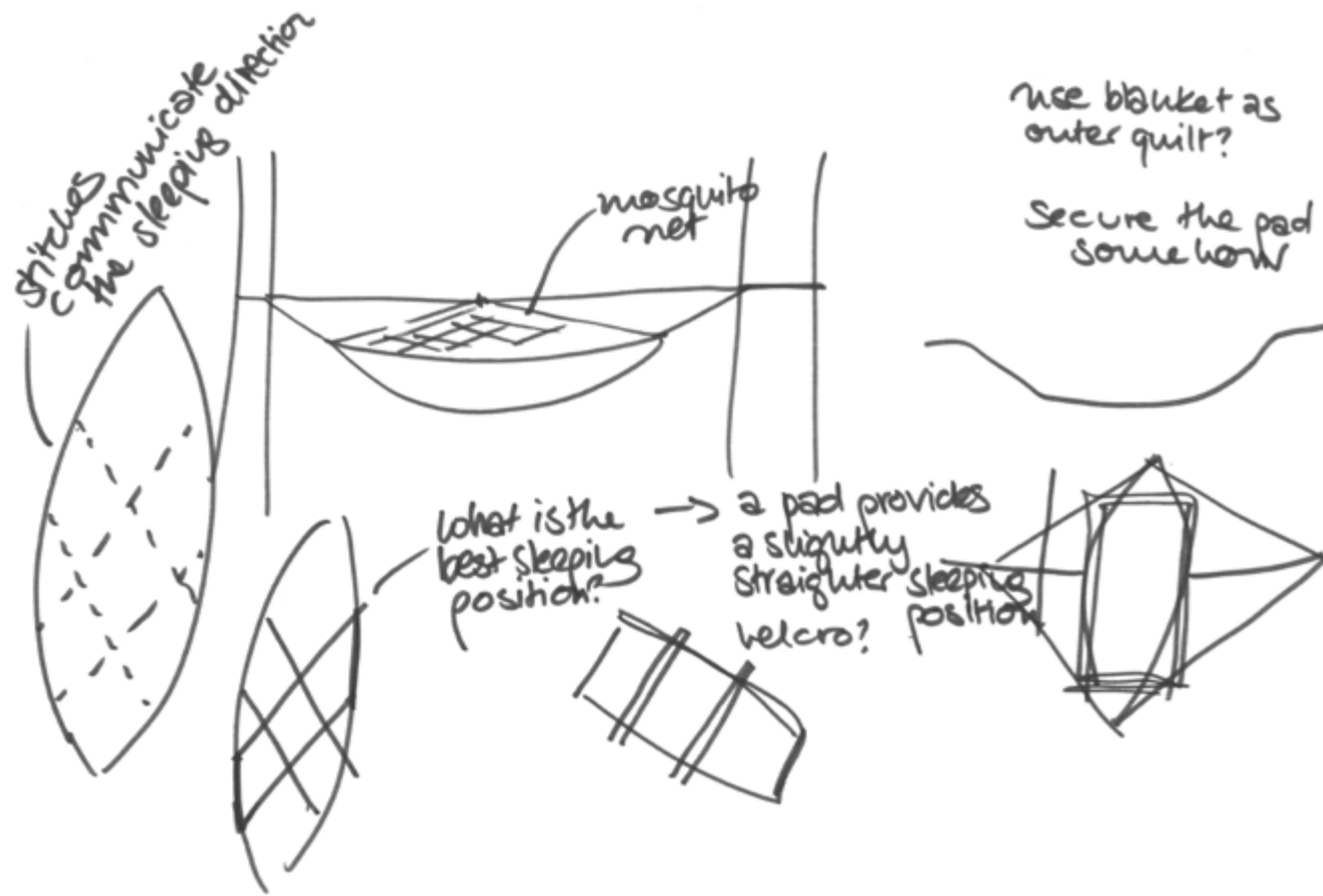 stitches
communicate
the sleeping direction
mosquito
net
use blanket as
outer quilt?
secure the pad
somehow
What is the
best sleeping
position?
→ a pad provides
a slightly
straighter sleeping
position
velcro?